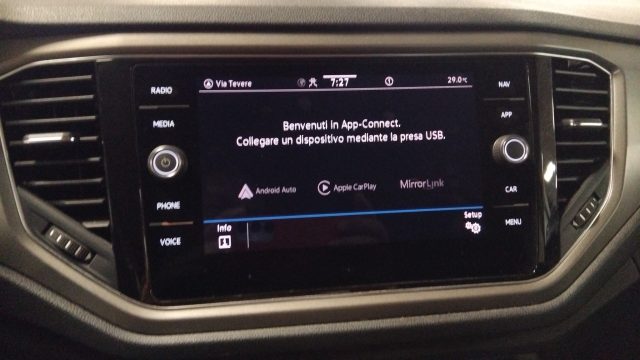 RADIO
MEDIA
PHONE
VOICE
Via Tevere
7:27
29.0°C
Benvenuti in App-Connect.
Collegare un dispositivo mediante la presa USB.
Android Auto
Apple CarPlay
MirrorLink
Info
Setup
NAV
APP
CAR
MENU